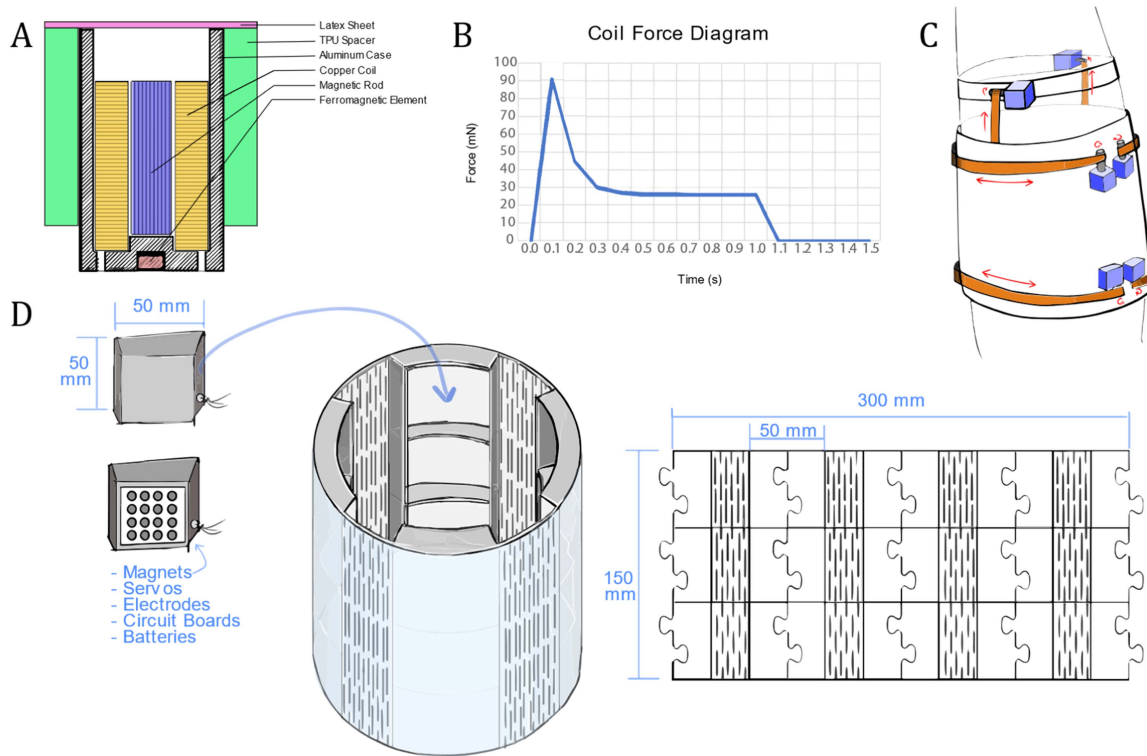 A
Latex Sheet
TPU Spacer
Aluminum Case
Copper Coil
Magnetic Rod
Ferromagnetic Element
B
Coil Force Diagram
Force (mN)
100
90
80
70
60
50
40
30
20
10
0
0.0 0.1 0.2 0.3 0.4 0.5 0.6 0.7 0.8 0.9 1.0 1.1 1.2 1.3 1.4 1.5
Time (s)
C
D
50 mm
50
mm
- Magnets
- Servos
- Electrodes
- Circuit Boards
- Batteries
300 mm
50 mm
150
mm